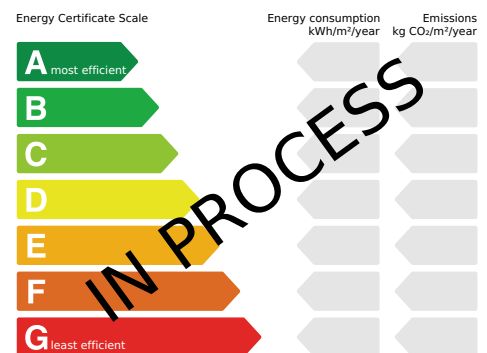 Energy Certificate Scale
Energy consumption
kWh/m²/year
Emissions
kg CO₂/m²/year
A most efficient
B
C
D
E
F
G least efficient
IN PROCESS